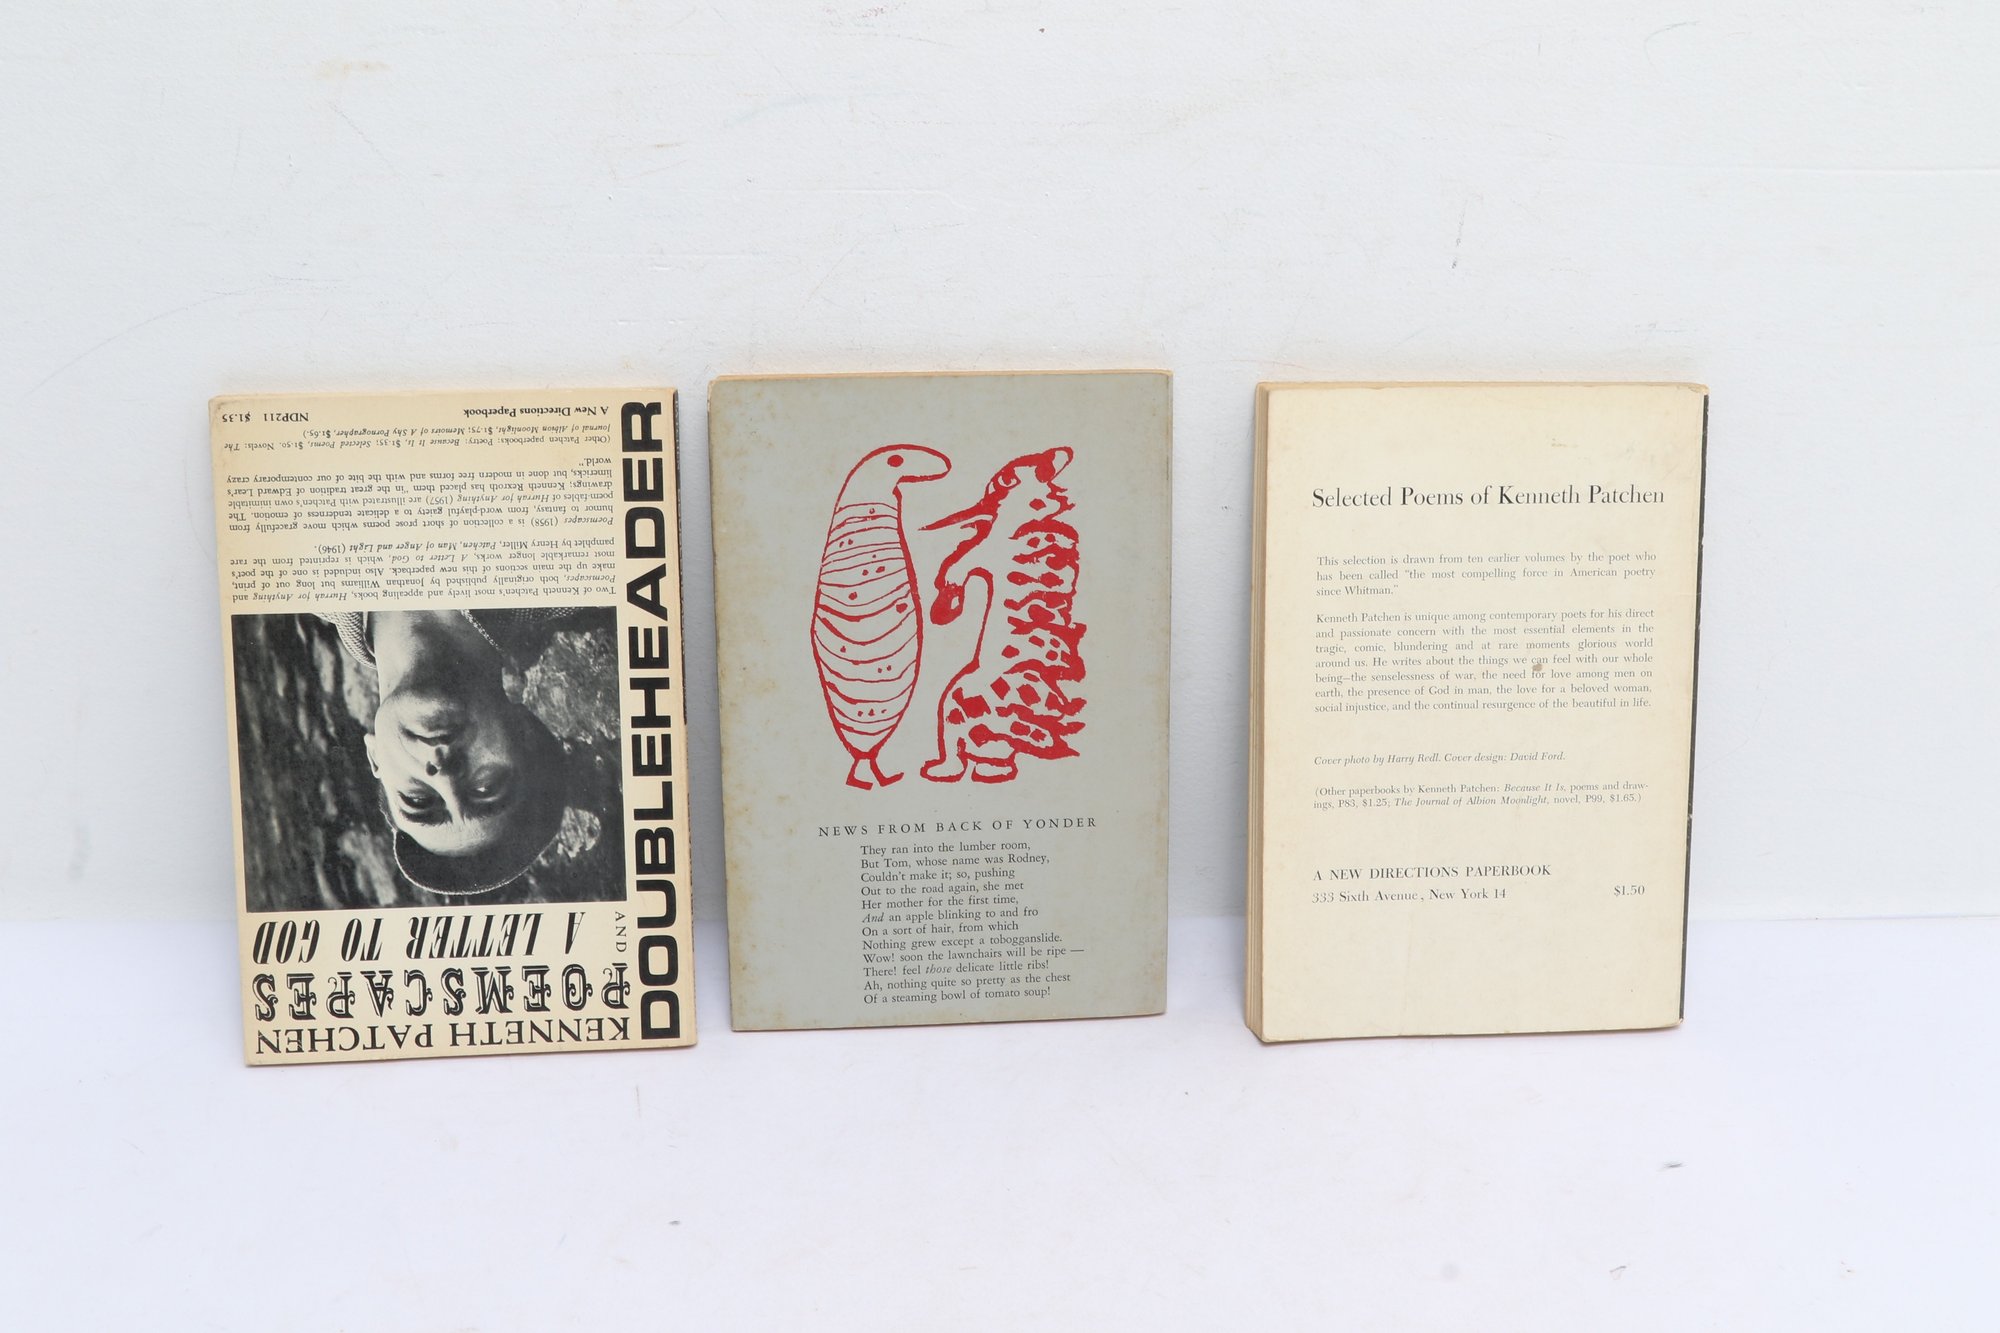 KENNETH PATCHEN
POEMSCAPES
AND
A LETTER TO GOD
DOUBLEHEADER
Two of Kenneth Patchen's most lively and appealing books, Hurrah for Anything and
Poemscapes, both originally published by Jonathan Williams but long out of print,
make up the main sections of this new paperback. Also included is one of the poet's
most remarkable longer works, A Letter to God, which is reprinted from the rare
pamphlet by Henry Miller, Patchen, Man of Anger and Light (1946).
Poemscapes (1958) is a collection of short prose poems which move gracefully from
humor to fantasy, from word-playful gaiety to a delicate tenderness of emotion. The
poem-fables of Hurrah for Anything (1957) are illustrated with Patchen's own inimitable
drawings; Kenneth Rexroth has placed them "in the great tradition of Edward Lear's
limericks, but done in modern free forms and with the bite of our contemporary crazy
world."
(Other Patchen paperbooks: Poetry: Because It Is, $1.35; Selected Poems, $1.50. Novels: The
Journal of Albion Moonlight, $1.75; Memoirs of A Shy Pornographer, $1.65.)
A New Directions Paperbook NDP211 $1.35
NEWS FROM BACK OF YONDER
They ran into the lumber room,
But Tom, whose name was Rodney,
Couldn't make it; so, pushing
Out to the road again, she met
Her mother for the first time,
And an apple blinking to and fro
On a sort of hair, from which
Nothing grew except a tobogganslide.
Wow! soon the lawnchairs will be ripe —
There! feel those delicate little ribs!
Ah, nothing quite so pretty as the chest
Of a steaming bowl of tomato soup!
Selected Poems of Kenneth Patchen
This selection is drawn from ten earlier volumes by the poet who
has been called "the most compelling force in American poetry
since Whitman."
Kenneth Patchen is unique among contemporary poets for his direct
and passionate concern with the most essential elements in the
tragic, comic, blundering and at rare moments glorious world
around us. He writes about the things we can feel with our whole
being—the senselessness of war, the need for love among men on
earth, the presence of God in man, the love for a beloved woman,
social injustice, and the continual resurgence of the beautiful in life.
Cover photo by Harry Redl. Cover design: David Ford.
(Other paperbooks by Kenneth Patchen: Because It Is, poems and draw-
ings, P83, $1.25; The Journal of Albion Moonlight, novel, P99, $1.65.)
A NEW DIRECTIONS PAPERBOOK
333 Sixth Avenue, New York 14 $1.50